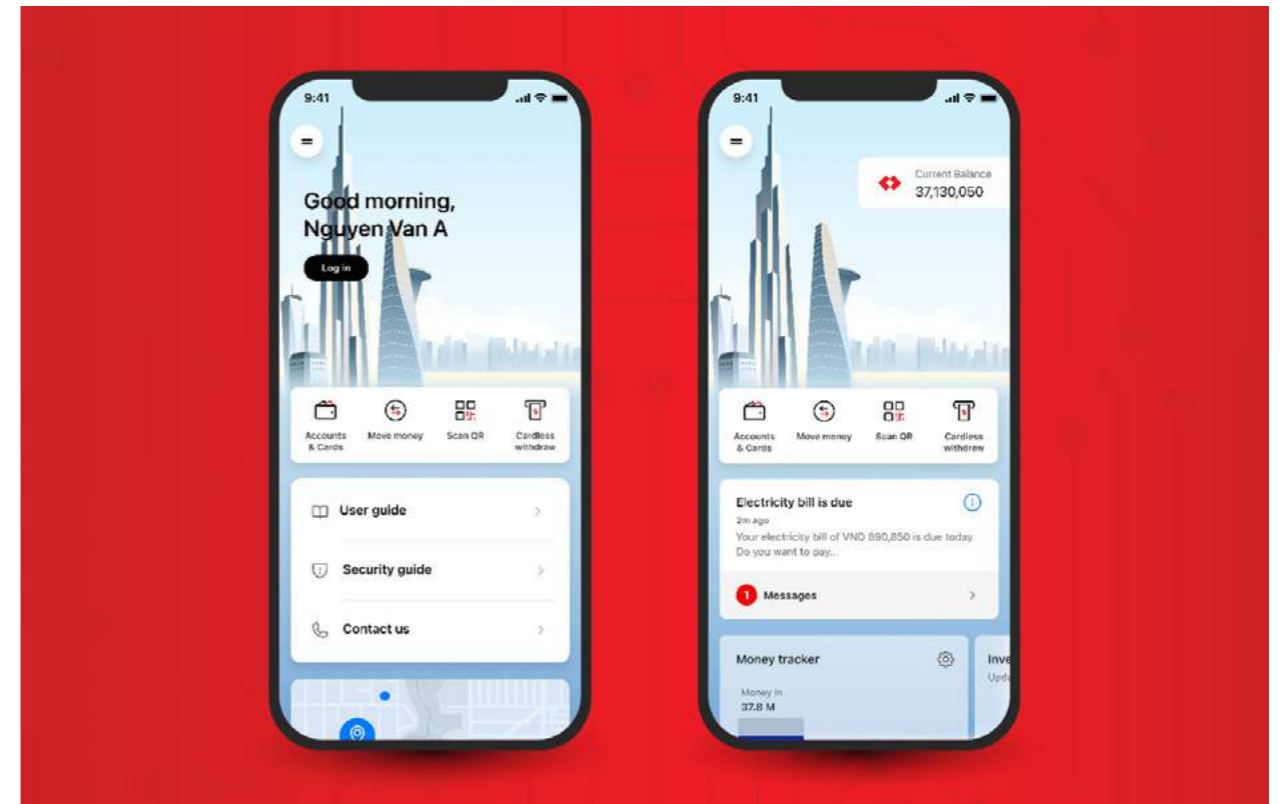 9:41
Good morning,
Nguyen Van A
Log in
Accounts
& Cards
Move money
Scan QR
Cardless
withdraw
User guide
Security guide
Contact us
9:41
Current Balance
37,130,050
Accounts
& Cards
Move money
Scan QR
Cardless
withdrew
Electricity bill is due
2m ago
Your electricity bill of VND 890,850 is due today.
Do you want to pay...
1 Messages
Money tracker
Money in
37.8 M
Inve
Upda